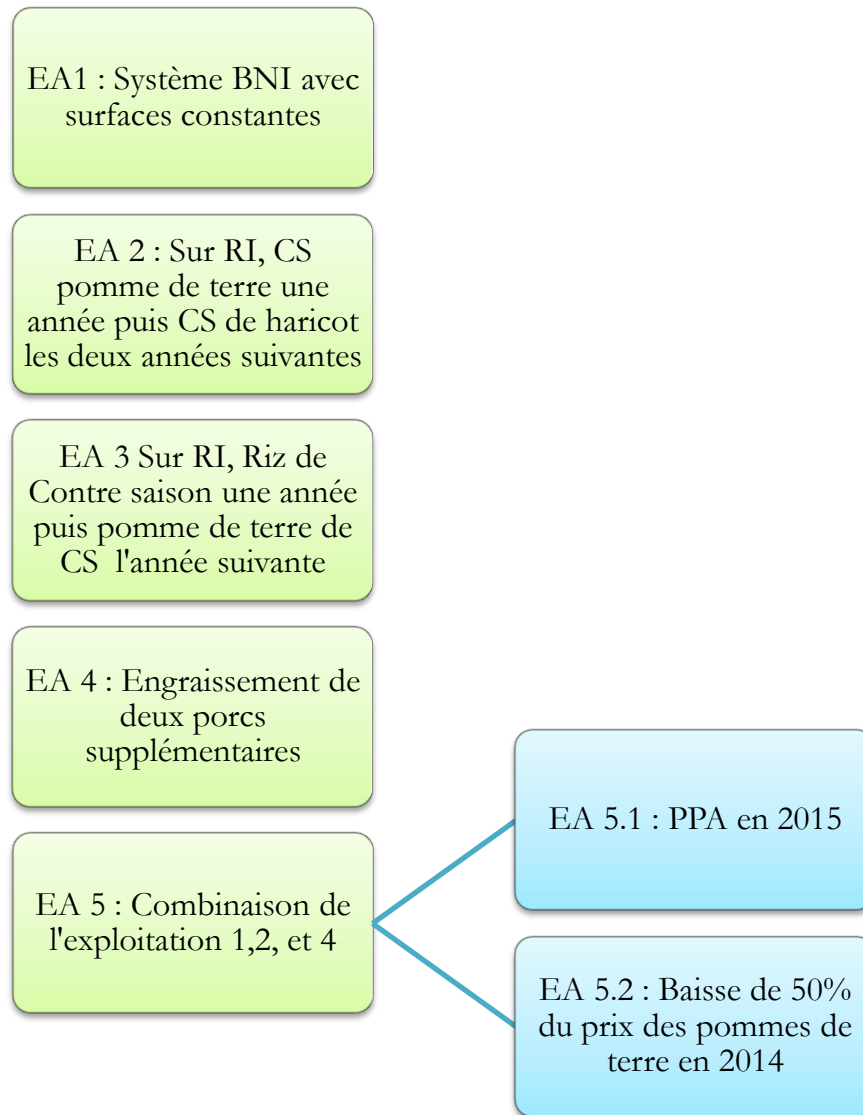 EA1 : Système BNI avec
surfaces constantes
EA 2 : Sur RI, CS
pomme de terre une
année puis CS de haricot
les deux années suivantes
EA 3 Sur RI, Riz de
Contre saison une année
puis pomme de terre de
CS l'année suivante
EA 4 : Engraissement de
deux porcs
supplémentaires
EA 5 : Combinaison de
l'exploitation 1,2, et 4
EA 5.1 : PPA en 2015
EA 5.2 : Baisse de 50%
du prix des pommes de
terre en 2014